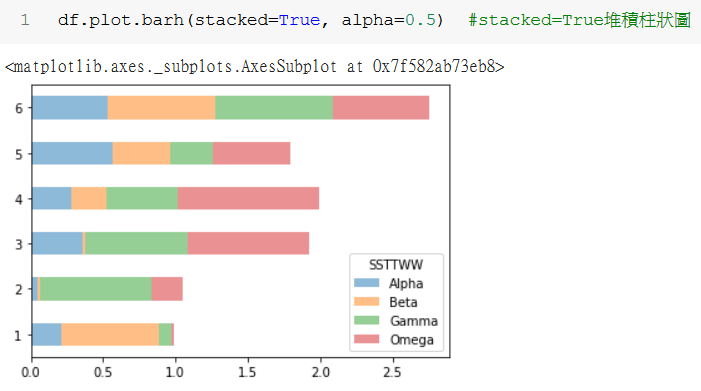 1 df.plot.barh(stacked=True, alpha=0.5) #stacked=True堆積柱狀圖
<matplotlib.axes._subplots.AxesSubplot at 0x7f582ab73eb8>
6
5
4
3
2
1
SSTTWW
Alpha
Beta
Gamma
Omega
0.0 0.5 1.0 1.5 2.0 2.5